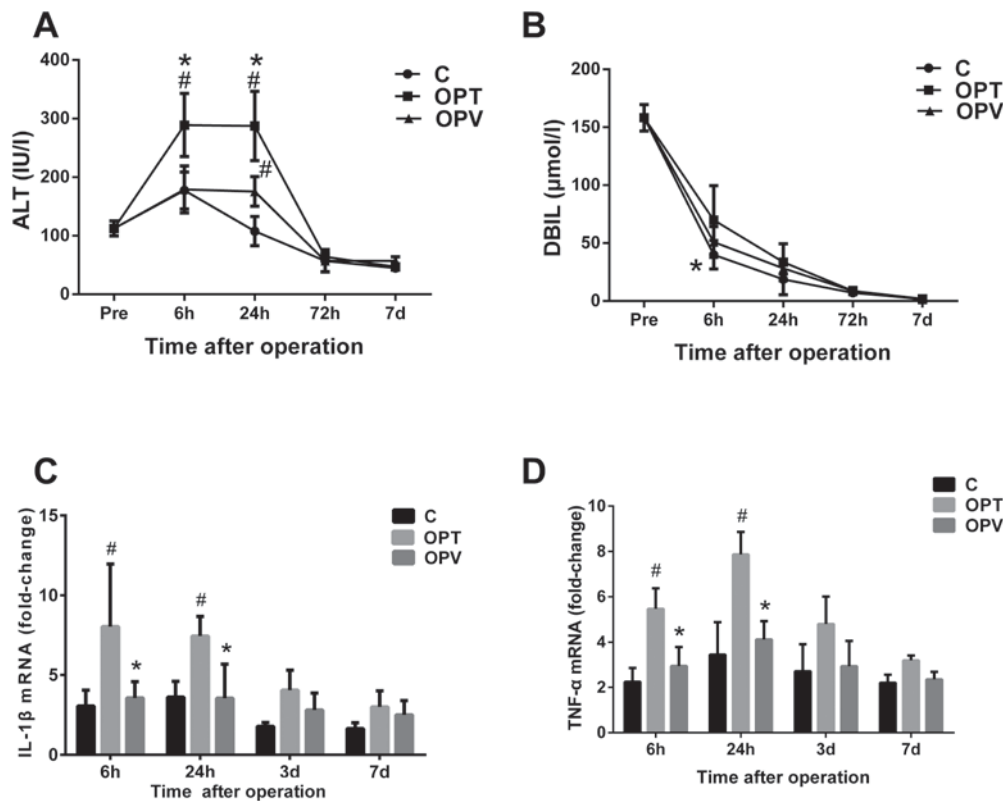 A
ALT (IU/l)
400
300
200
100
0
* *
# #
#
C
OPT
OPV
Pre 6h 24h 72h 7d
Time after operation
B
DBIL (μmol/l)
200
150
100
50
0
*
C
OPT
OPV
Pre 6h 24h 72h 7d
Time after operation
C
IL-1β mRNA (fold-change)
15
10
5
0
# #
* *
C
OPT
OPV
6h 24h 3d 7d
Time after operation
D
TNF-α mRNA (fold-change)
10
8
6
4
2
0
# #
* *
C
OPT
OPV
6h 24h 3d 7d
Time after operation